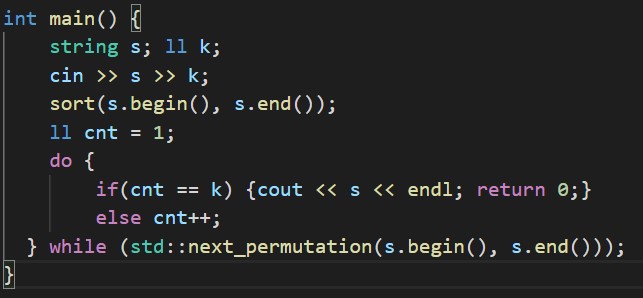 int main() {
    string s; ll k;
    cin >> s >> k;
    sort(s.begin(), s.end());
    ll cnt = 1;
    do {
        if(cnt == k) {cout << s << endl; return 0;}
        else cnt++;
  } while (std::next_permutation(s.begin(), s.end()));
}